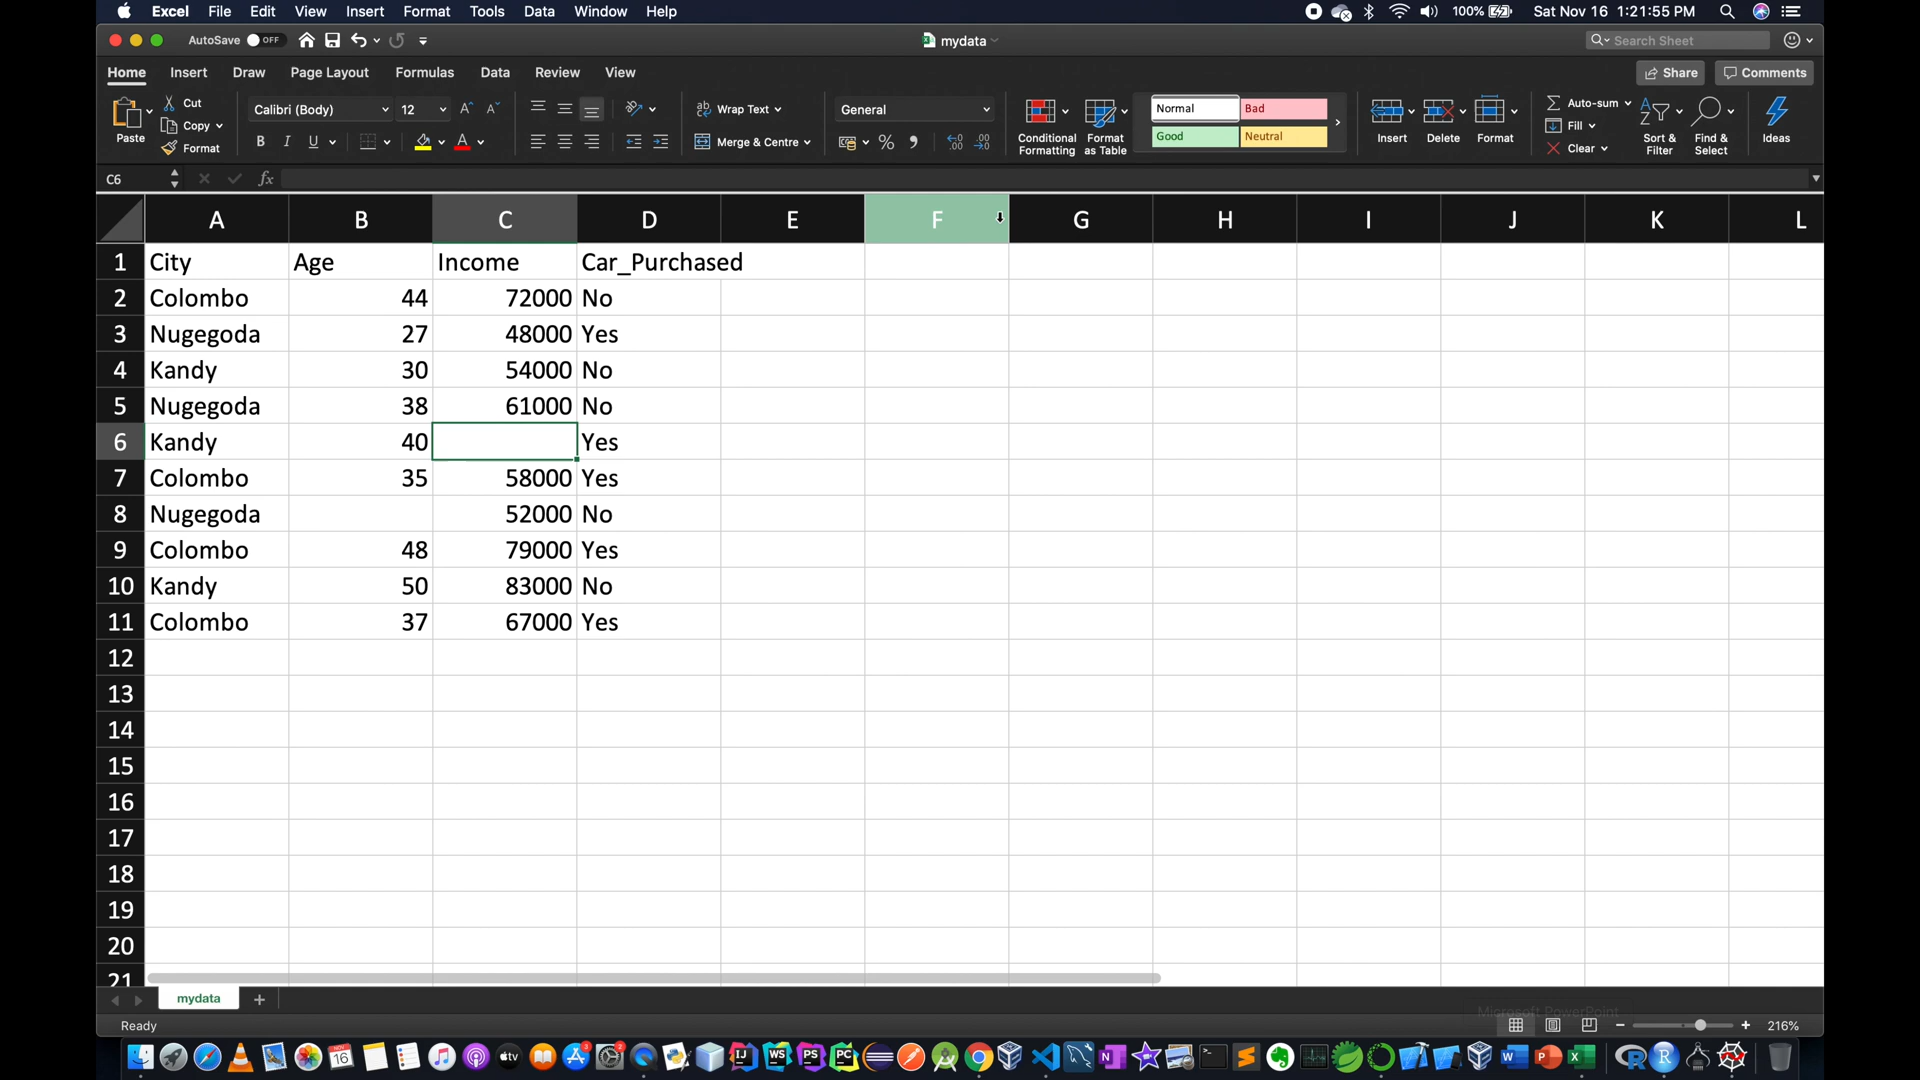 Excel File Edit View Insert Format Tools Data Window Help 100% Sat Nov 16 1:21:55 PM
AutoSave OFF mydata Search Sheet
Home Insert Draw Page Layout Formulas Data Review View Share Comments
Paste Cut Copy Format
Calibri (Body) 12 B I U A
Wrap Text Merge & Centre
General
Conditional Formatting
Format as Table
Normal Bad Good Neutral
Insert Delete Format
Auto-sum Fill Clear
Sort & Filter
Find & Select
Ideas
C6 fx
A B C D E F G H I J K L
1 City Age Income Car_Purchased
2 Colombo 44 72000 No
3 Nugegoda 27 48000 Yes
4 Kandy 30 54000 No
5 Nugegoda 38 61000 No
6 Kandy 40 Yes
7 Colombo 35 58000 Yes
8 Nugegoda 52000 No
9 Colombo 48 79000 Yes
10 Kandy 50 83000 No
11 Colombo 37 67000 Yes
12
13
14
15
16
17
18
19
20
21
mydata +
Microsoft PowerPoint
Ready 216%